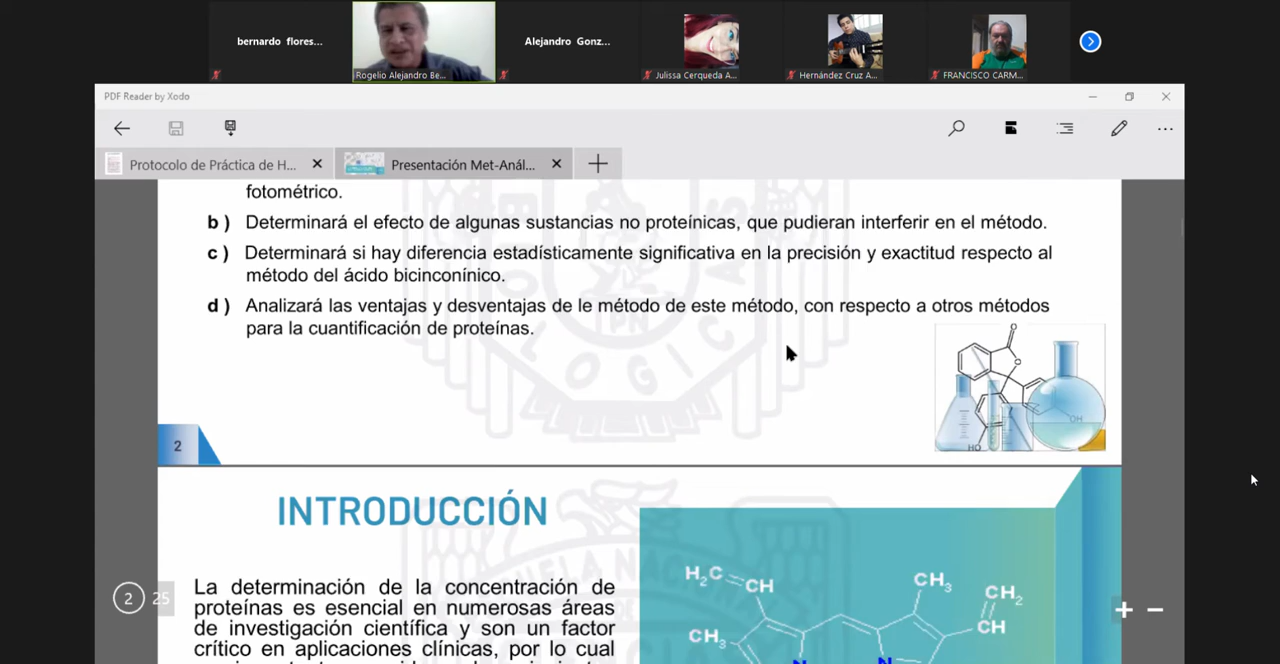 bernardo flores...
Rogelio Alejandro Be...
Alejandro Gonz...
Julissa Cerqueda A...
Hernández Cruz A...
FRANCISCO CARM...
PDF Reader by Xodo
Protocolo de Práctica de H...
Presentación Met-Anál...
fotométrico.
b ) Determinará el efecto de algunas sustancias no proteínicas, que pudieran interferir en el método.
c ) Determinará si hay diferencia estadísticamente significativa en la precisión y exactitud respecto al
método del ácido bicinconínico.
d ) Analizará las ventajas y desventajas de le método de este método, con respecto a otros métodos
para la cuantificación de proteínas.
O
O
OH
HO
LOGICAS
2
INTRODUCCIÓN
La determinación de la concentración de
proteínas es esencial en numerosas áreas
de investigación científica y son un factor
crítico en aplicaciones clínicas, por lo cual
H₂C
CH
CH₃
CH₂
CH
CH₃
N
N
2 25